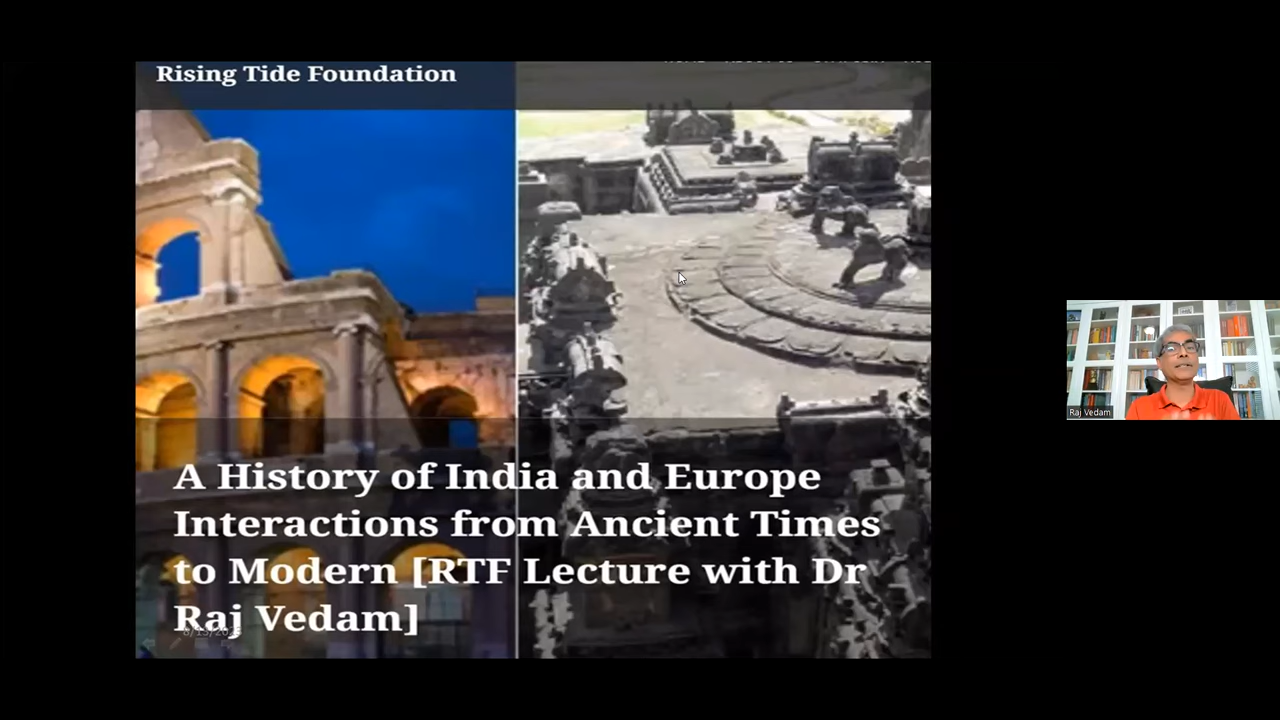 Rising Tide Foundation
A History of India and Europe
Interactions from Ancient Times
to Modern [RTF Lecture with Dr
Raj Vedam]
Raj Vedam